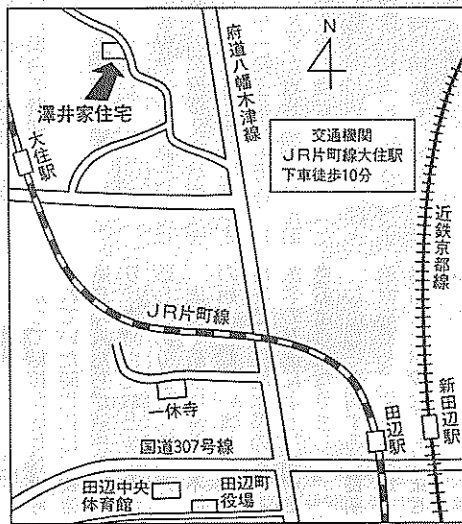 N
府道八幡木津線
澤井家住宅
交通機関
JR片町線大住駅
下車徒歩10分
大住駅
近鉄京都線
JR片町線
一休寺
田辺駅
新田辺駅
国道307号線
田辺中央
体育館
田辺町
役場